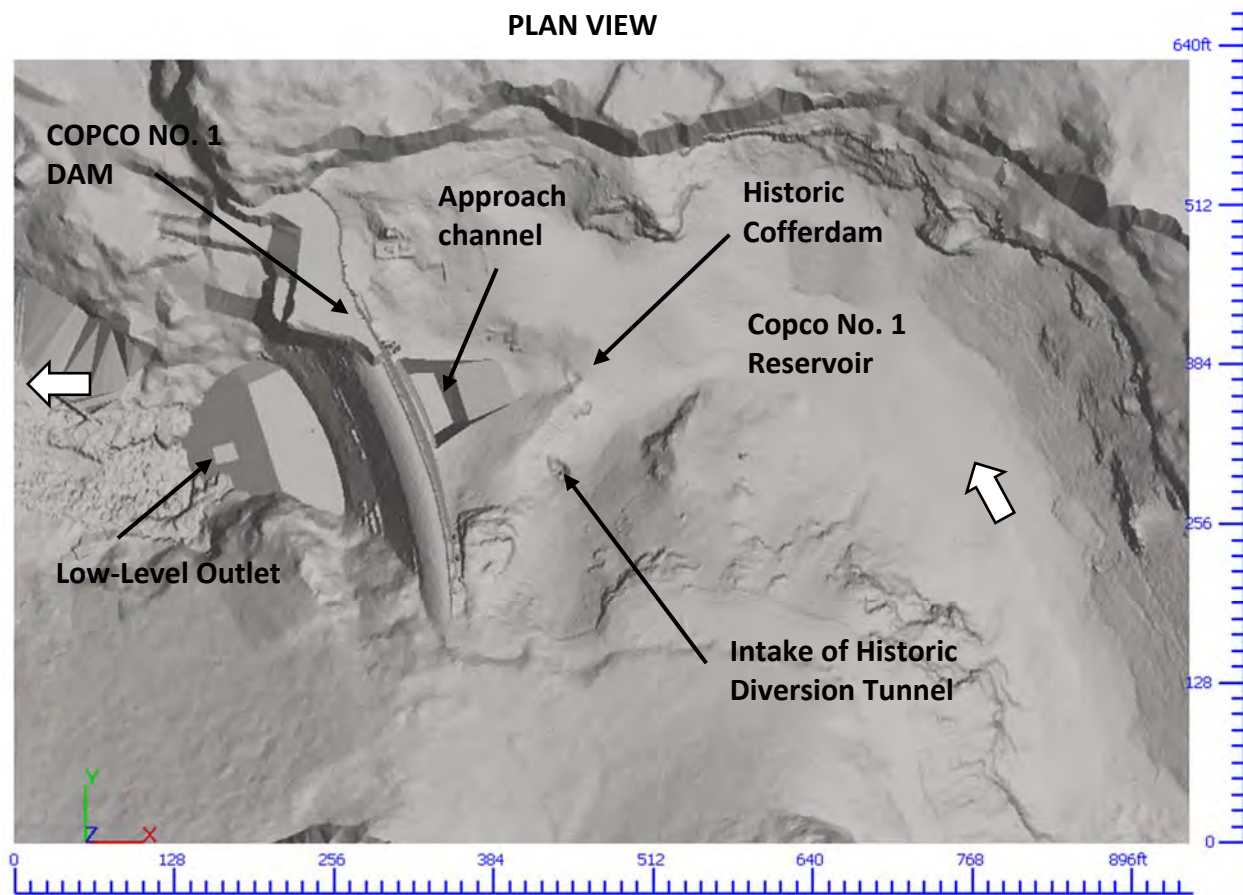 PLAN VIEW
640ft
COPCO NO. 1
DAM
Approach
channel
Historic
Cofferdam
512
Copco No. 1
Reservoir
384
Low-Level Outlet
256
Intake of Historic
Diversion Tunnel
128
Y
Z
X
0
0
128
256
384
512
640
768
896ft